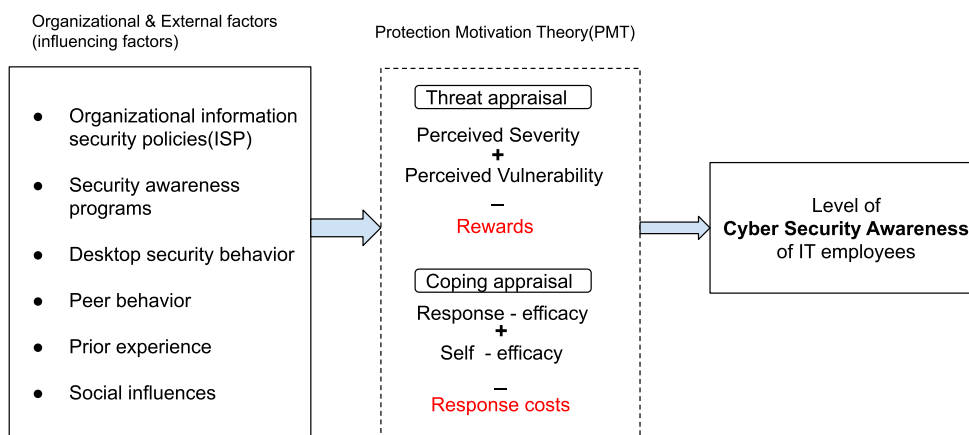 Organizational & External factors
(influencing factors)
● Organizational information
security policies(ISP)
● Security awareness
programs
● Desktop security behavior
● Peer behavior
● Prior experience
● Social influences
Protection Motivation Theory(PMT)
Threat appraisal
Perceived Severity
+
Perceived Vulnerability
–
Rewards
Coping appraisal
Response - efficacy
+
Self - efficacy
–
Response costs
Level of
Cyber Security Awareness
of IT employees